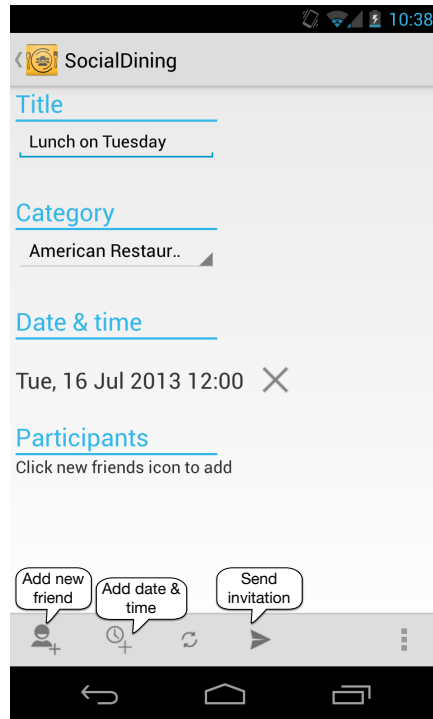 10:38
SocialDining
Title
Lunch on Tuesday
Category
American Restaur..
Date & time
Tue, 16 Jul 2013 12:00
Participants
Click new friends icon to add
Add new
friend
Add date &
time
Send
invitation